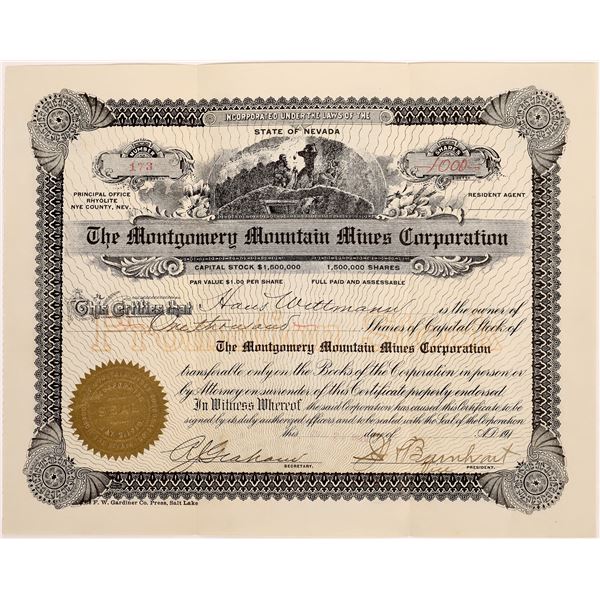 INCORPORATED UNDER THE LAWS OF THE
STATE OF NEVADA
NUMBER
173
SHARES
1000
PRINCIPAL OFFICE
RHYOLITE
NYE COUNTY, NEV.
RESIDENT AGENT
The Montgomery Mountain Mines Corporation
CAPITAL STOCK $1,500,000
1,500,000 SHARES
PAR VALUE $1.00 PER SHARE
FULL PAID AND ASSESSABLE
This Certifies that Hans Wettmann is the owner of
One thousand Shares of Capital Stock of
The Montgomery Mountain Mines Corporation
transferable only on the Books of the Corporation in person or
by Attorney on surrender of this Certificate properly endorsed.
In Witness Whereof the said Corporation has caused this Certificate to be
signed by its duly authorized officers and to be sealed with the Seal of the Corporation
this day of A.D. 191
A J Graham
SECRETARY.
PRESIDENT.
F. W. Gardiner Co. Press, Salt Lake